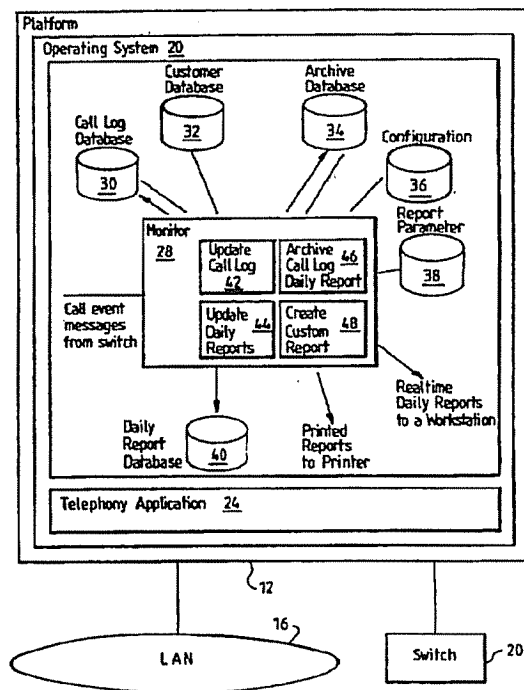 Platform
Operating System 20
Customer
Database
32
Archive
Database
34
Call Log
Database
30
Configuration
36
Report
Parameter
38
Monitor
28
Update
Call Log
42
Archive
Call Log 46
Daily Report
Update
Daily 44
Reports
Create
Custom 48
Report
Call event
messages
from switch
Realtime
Daily Reports
to a Workstation
Daily
Report
Database
40
Printed
Reports
to Printer
Telephony Application 24
12
16
LAN
Switch
20